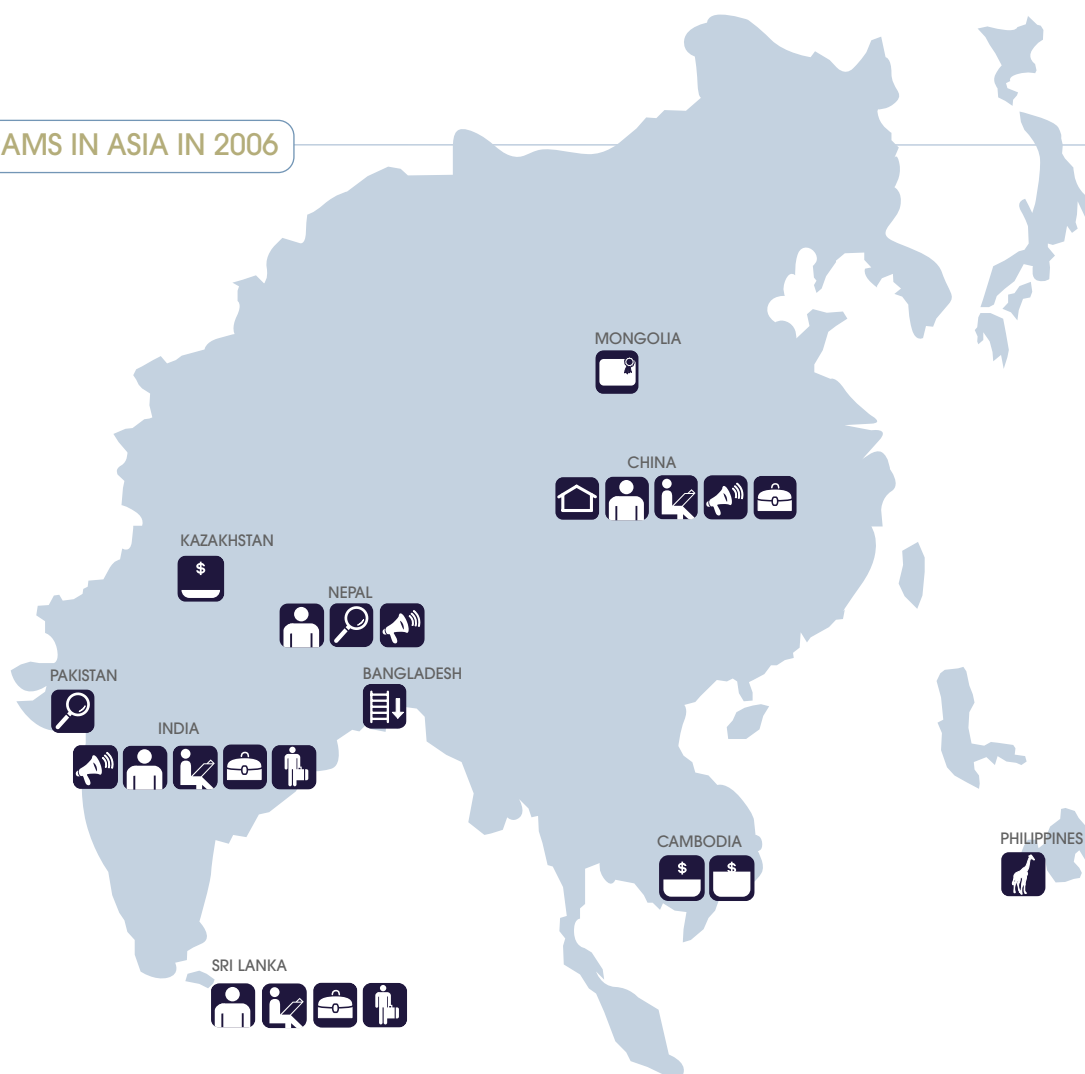 AMS IN ASIA IN 2006
MONGOLIA
CHINA
KAZAKHSTAN
$
NEPAL
PAKISTAN
BANGLADESH
INDIA
CAMBODIA
$ $
PHILIPPINES
SRI LANKA